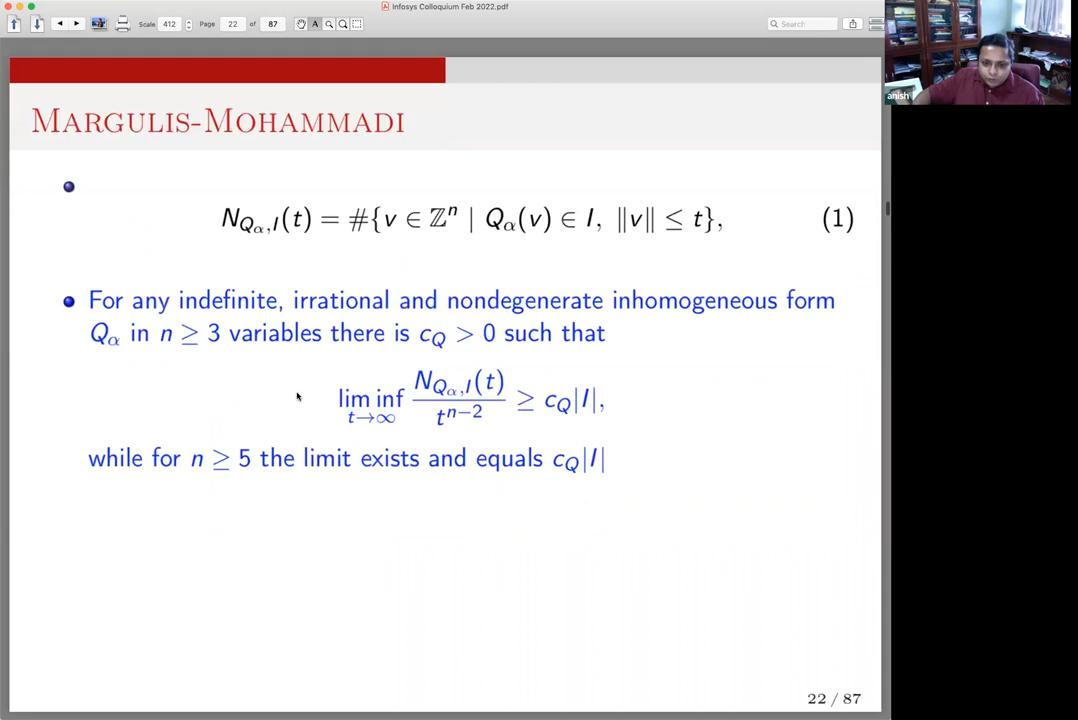 Infosys Colloquium Feb 2022.pdf
Scale 412 Page 22 of 87 A Search
anish
MARGULIS-MOHAMMADI
N_{Q_α,I}(t) = #{v ∈ ℤ^n | Q_α(v) ∈ I, ‖v‖ ≤ t}, (1)
For any indefinite, irrational and nondegenerate inhomogeneous form
Q_α in n ≥ 3 variables there is c_Q > 0 such that
lim inf_{t→∞} N_{Q_α,I}(t) / t^{n−2} ≥ c_Q|I|,
while for n ≥ 5 the limit exists and equals c_Q|I|
22 / 87